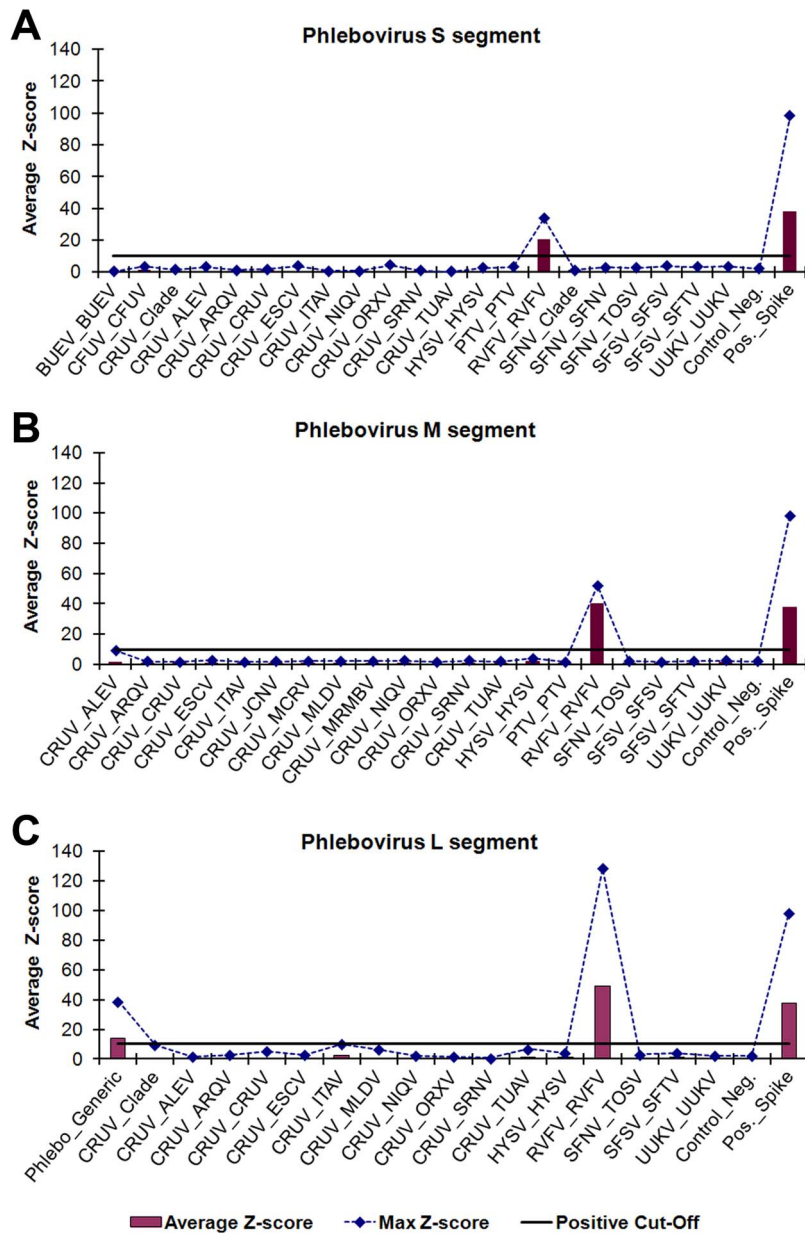 A
Phlebovirus S segment
Average Z-score
140
120
100
80
60
40
20
0
BUEV_BUEV
CFUV_CFUV
CRUV_Clade
CRUV_ALEV
CRUV_ARQV
CRUV_CRUV
CRUV_ESCV
CRUV_ITAV
CRUV_NIQV
CRUV_ORXV
CRUV_SRNV
CRUV_TUAV
HYSV_HYSV
PTV_PTV
RVFV_RVFV
SFNV_Clade
SFNV_SFNV
SFNV_TOSV
SFSV_SFSV
SFSV_SFTV
UUKV_UUKV
Control_Neg.
Pos._Spike
B
Phlebovirus M segment
Average Z-score
140
120
100
80
60
40
20
0
CRUV_ALEV
CRUV_ARQV
CRUV_CRUV
CRUV_ESCV
CRUV_ITAV
CRUV_JCNV
CRUV_MCRV
CRUV_MLDV
CRUV_MRMBV
CRUV_NIQV
CRUV_ORXV
CRUV_SRNV
CRUV_TUAV
HYSV_HYSV
PTV_PTV
RVFV_RVFV
SFNV_TOSV
SFSV_SFSV
SFSV_SFTV
UUKV_UUKV
Control_Neg.
Pos._Spike
C
Phlebovirus L segment
Average Z-score
140
120
100
80
60
40
20
0
Phlebo_Generic
CRUV_Clade
CRUV_ALEV
CRUV_ARQV
CRUV_CRUV
CRUV_ESCV
CRUV_ITAV
CRUV_MLDV
CRUV_NIQV
CRUV_ORXV
CRUV_SRNV
CRUV_TUAV
HYSV_HYSV
RVFV_RVFV
SFNV_TOSV
SFSV_SFTV
UUKV_UUKV
Control_Neg.
Pos._Spike
Average Z-score
Max Z-score
Positive Cut-Off